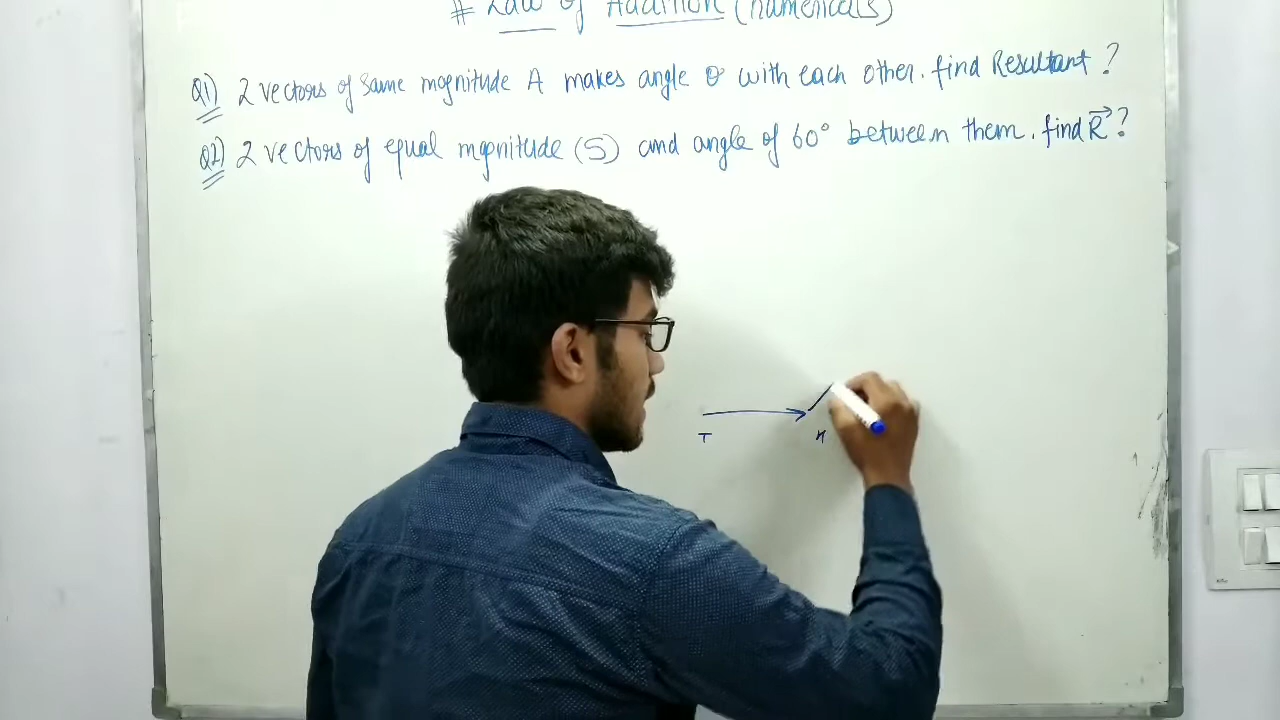 # Law of Addition (numericals)
Q1) 2 vectors of same magnitude A makes angle θ with each other. find Resultant ?
Q2) 2 vectors of equal magnitude (5) and angle of 60° between them. find R⃗ ?
T H